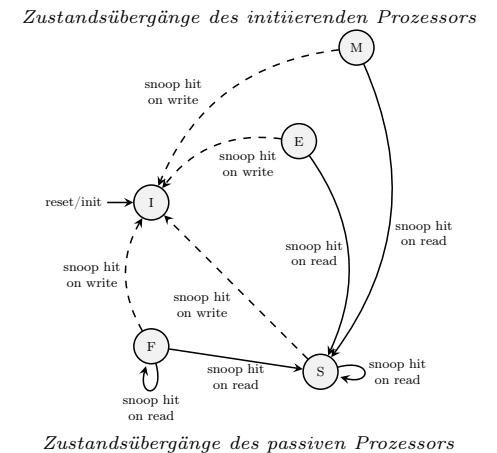 Zustandsübergänge des initiierenden Prozessors
M
snoop hit
on write
E
snoop hit
on write
reset/init
I
snoop hit
on read
snoop hit
on read
snoop hit
on write
snoop hit
on write
F
snoop hit
on read
S
snoop hit
on read
snoop hit
on read
Zustandsübergänge des passiven Prozessors